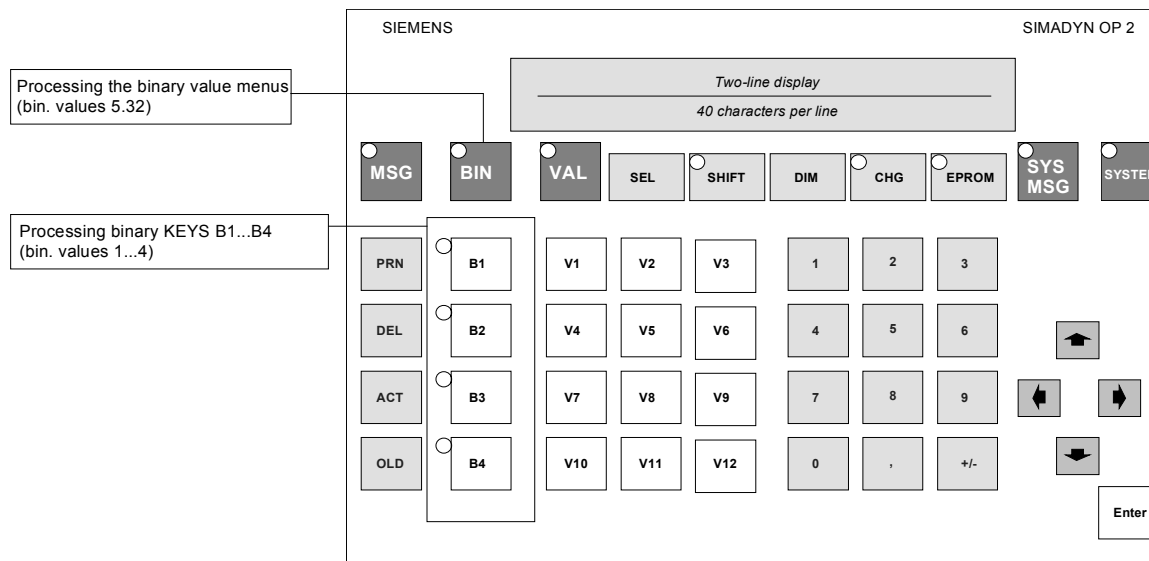 SIEMENS SIMADYN OP 2
Processing the binary value menus
(bin. values 5.32)
Two-line display
40 characters per line
MSG BIN VAL SEL SHIFT DIM CHG EPROM SYS MSG SYSTEM
Processing binary KEYS B1...B4
(bin. values 1...4)
PRN B1 V1 V2 V3 1 2 3
DEL B2 V4 V5 V6 4 5 6
ACT B3 V7 V8 V9 7 8 9
OLD B4 V10 V11 V12 0 , +/-
Enter